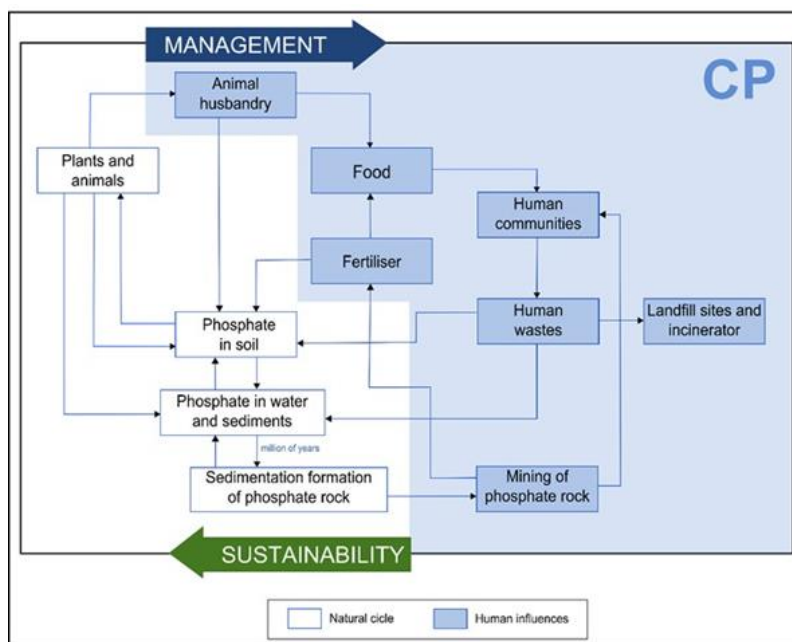 MANAGEMENT
CP
Animal
husbandry
Plants and
animals
Food
Human
communities
Fertiliser
Phosphate
in soil
Human
wastes
Landfill sites and
incinerator
Phosphate in water
and sediments
million of years
Sedimentation formation
of phosphate rock
Mining of
phosphate rock
SUSTAINABILITY
Natural cicle
Human influences